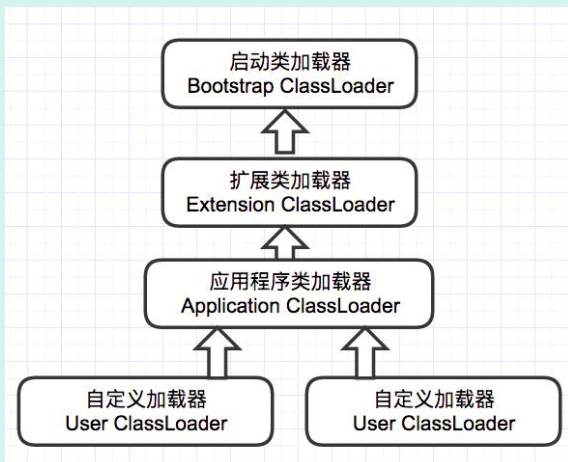 启动类加载器
Bootstrap ClassLoader
扩展类加载器
Extension ClassLoader
应用程序类加载器
Application ClassLoader
自定义加载器
User ClassLoader
自定义加载器
User ClassLoader